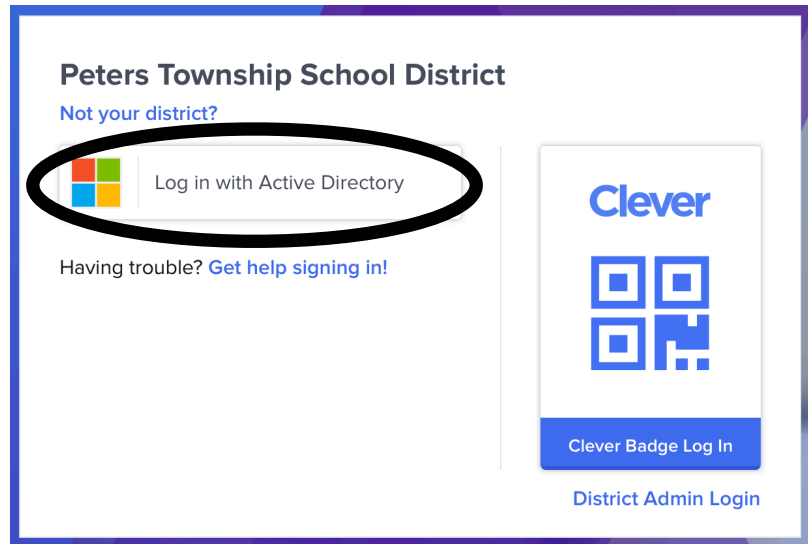 Peters Township School District
Not your district?
Log in with Active Directory
Having trouble? Get help signing in!
Clever
Clever Badge Log In
District Admin Login